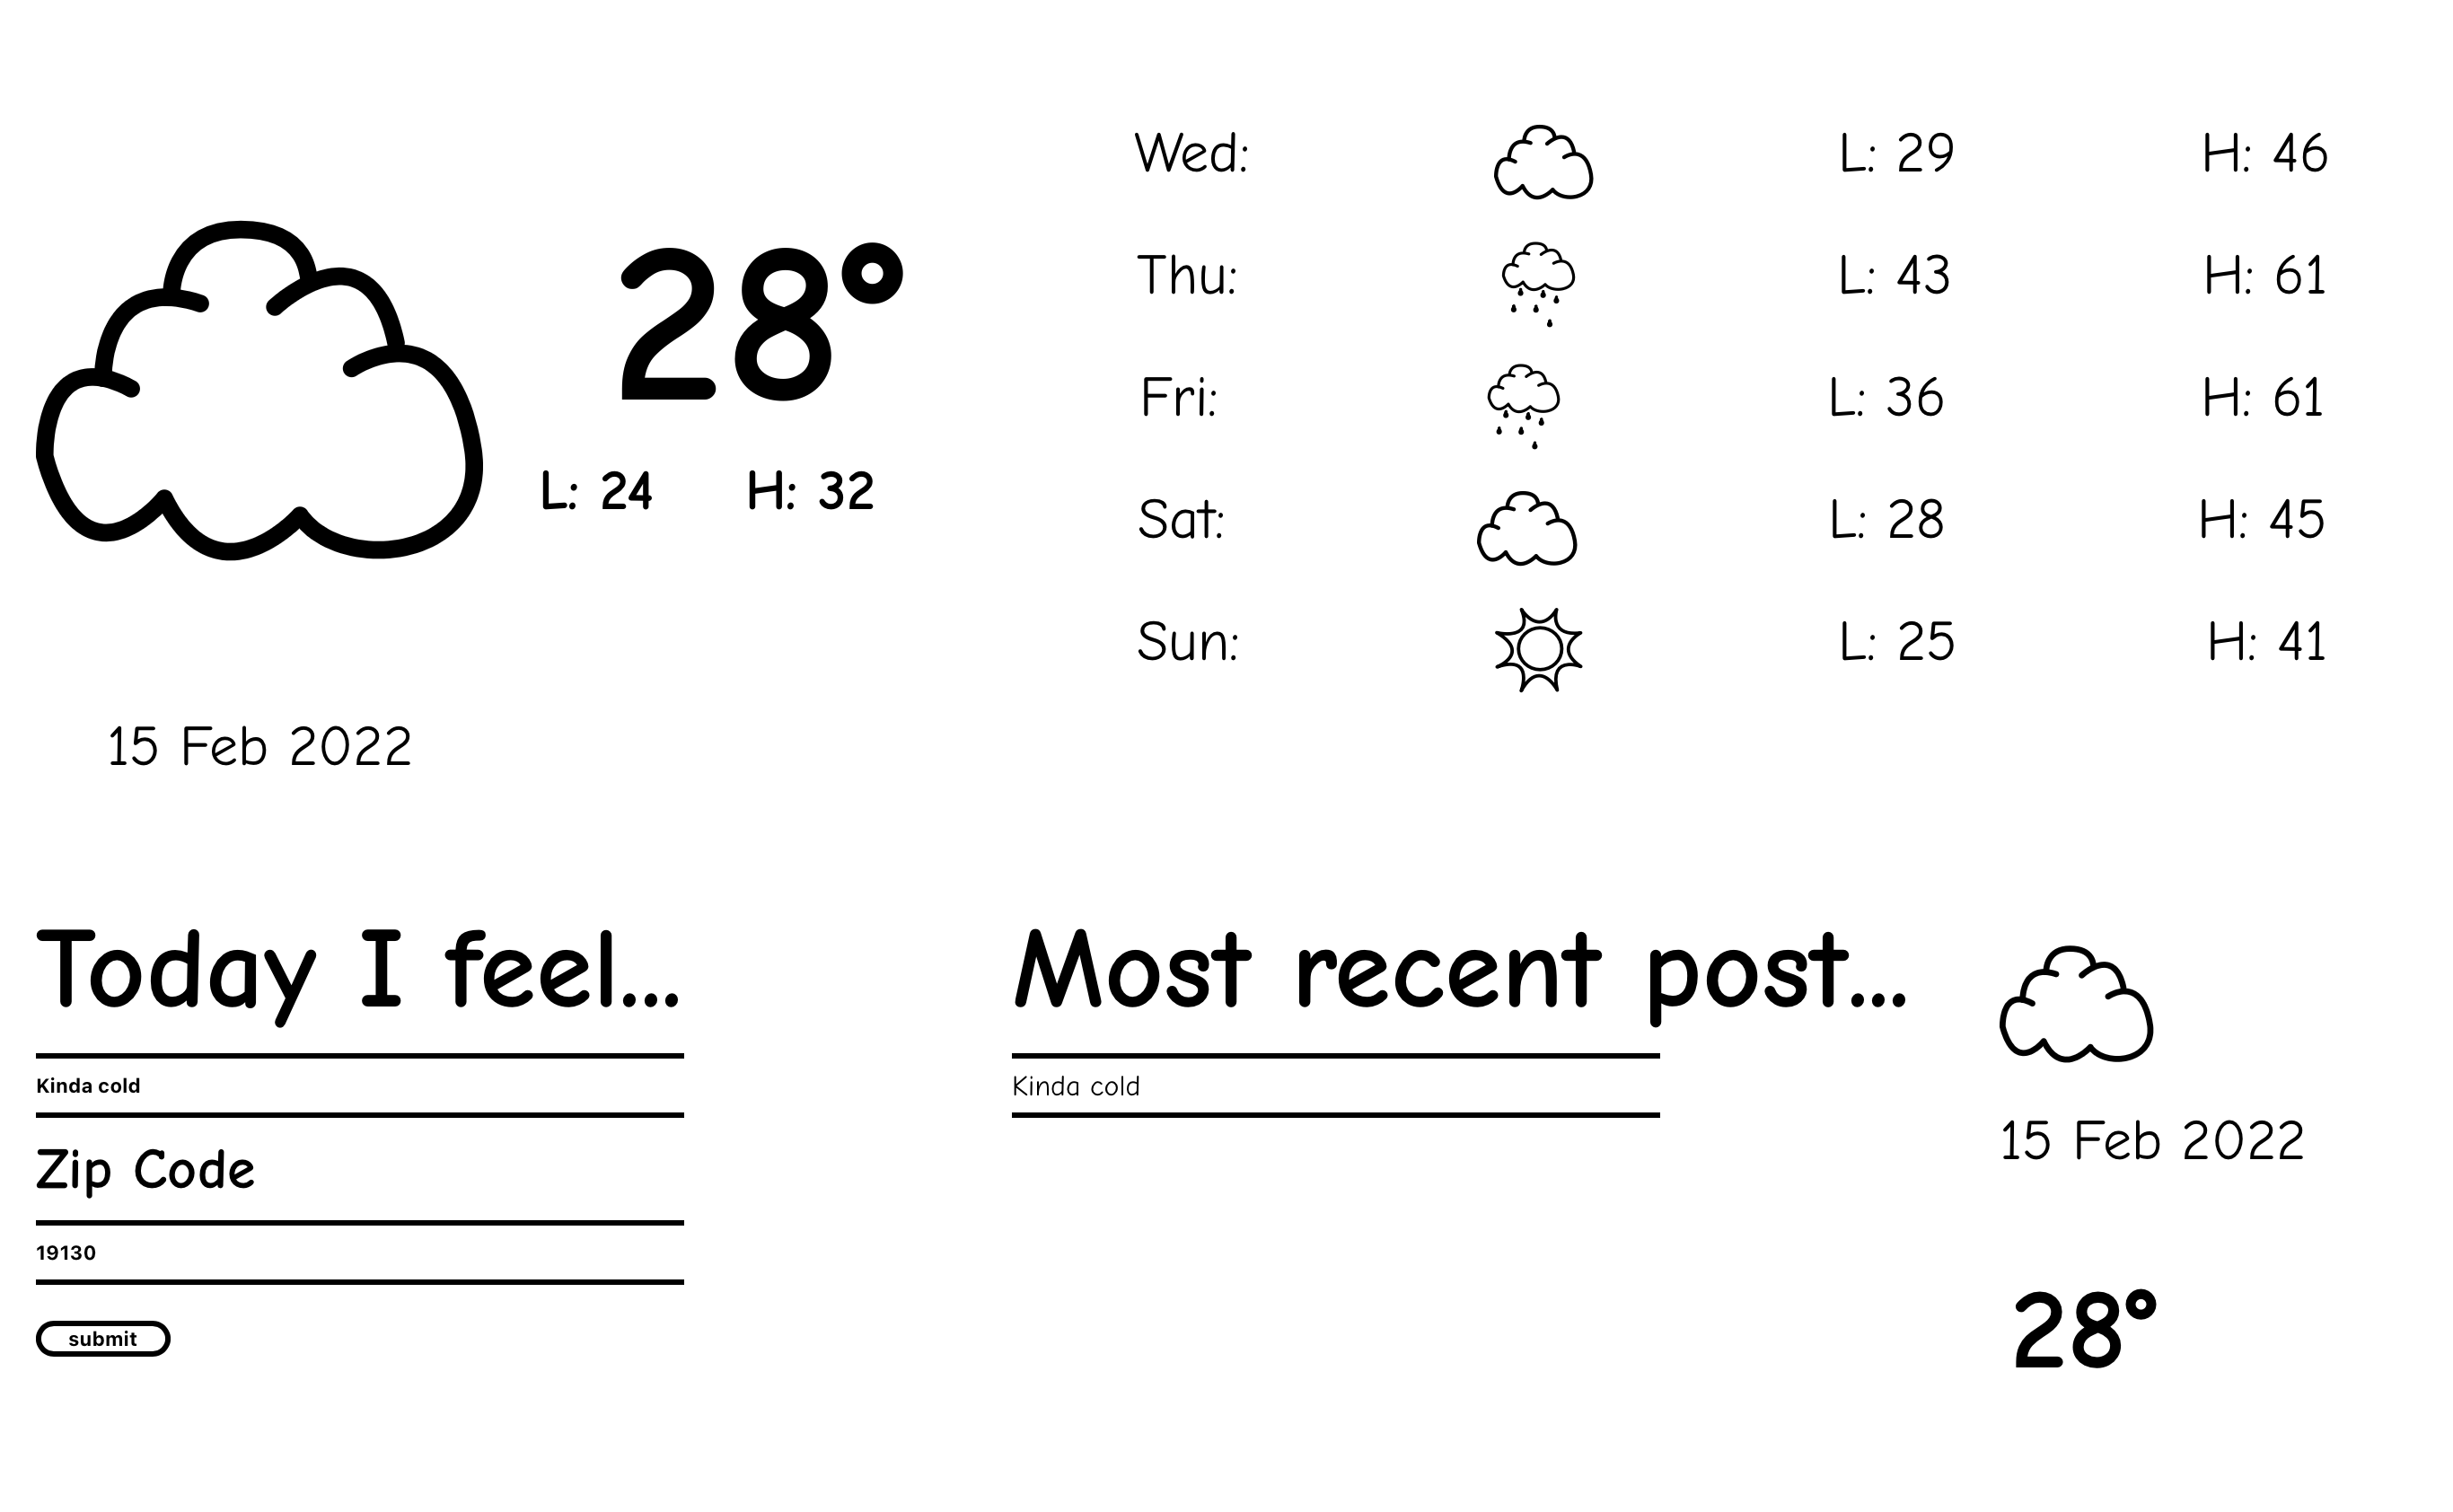 28°
L: 24 H: 32
15 Feb 2022
Wed: L: 29 H: 46
Thu: L: 43 H: 61
Fri: L: 36 H: 61
Sat: L: 28 H: 45
Sun: L: 25 H: 41
Today I feel...
Kinda cold
Zip Code
19130
submit
Most recent post...
Kinda cold
15 Feb 2022
28°